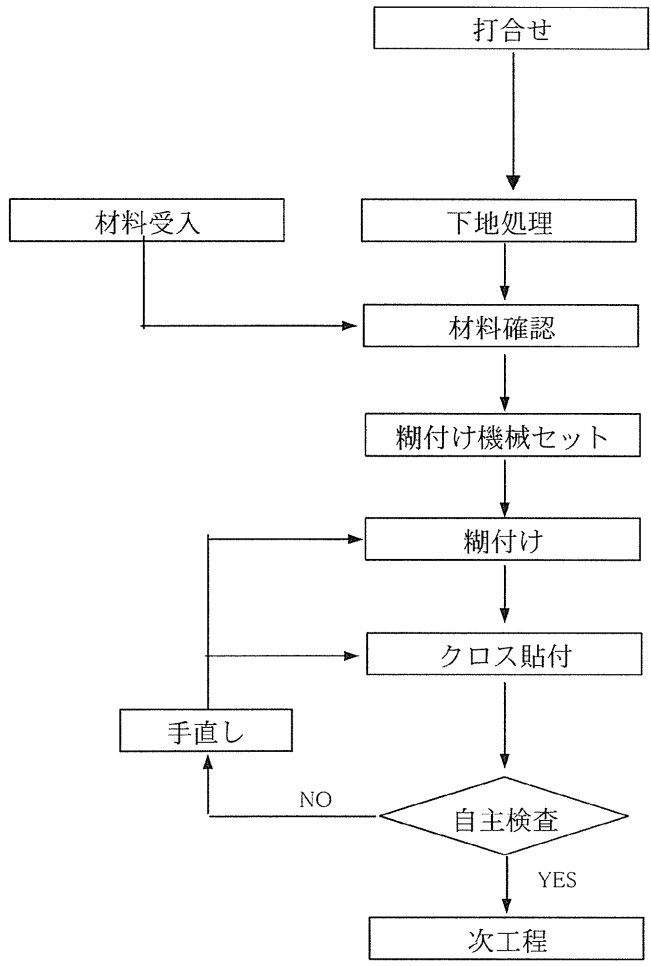 打合せ
材料受入
下地処理
材料確認
糊付け機械セット
糊付け
クロス貼付
手直し
NO
自主検査
YES
次工程